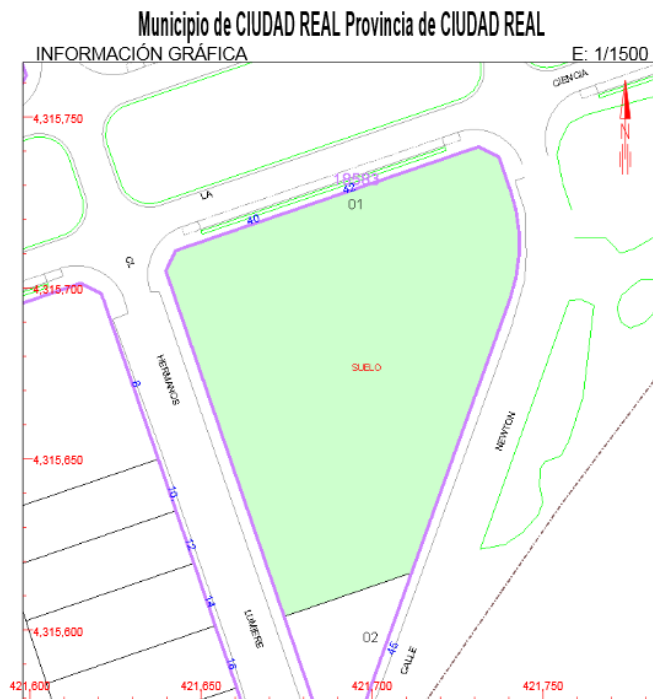 Municipio de CIUDAD REAL Provincia de CIUDAD REAL
INFORMACIÓN GRÁFICA E: 1/1500
CIENCIA
4,315,750
N
18583
42
01
LA
40
CL
4,315,700
SUELO
HERMANOS
8
NEWTON
4,315,650
10
12
14
LUMIERE
4,315,600
02
45
CALLE
16
421,600 421,650 421,700 421,750